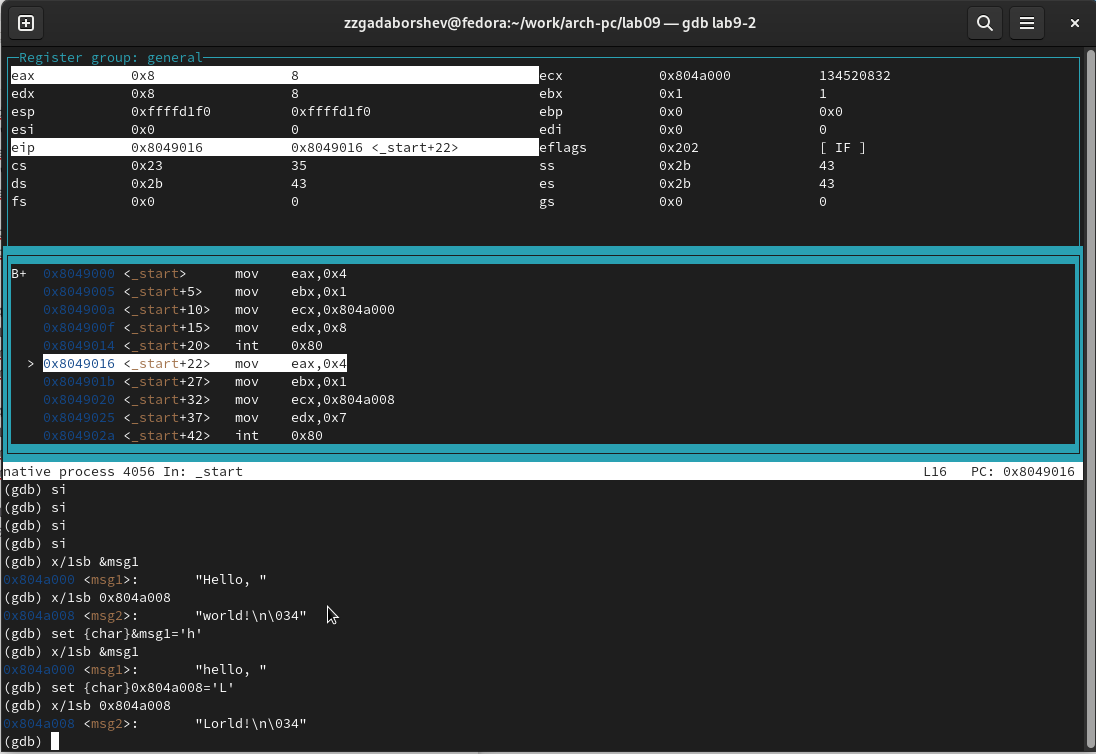 zzgadaborshev@fedora:~/work/arch-pc/lab09 — gdb lab9-2
Register group: general
eax 0x8 8 ecx 0x804a000 134520832
edx 0x8 8 ebx 0x1 1
esp 0xffffd1f0 0xffffd1f0 ebp 0x0 0x0
esi 0x0 0 edi 0x0 0
eip 0x8049016 0x8049016 <_start+22> eflags 0x202 [ IF ]
cs 0x23 35 ss 0x2b 43
ds 0x2b 43 es 0x2b 43
fs 0x0 0 gs 0x0 0
B+ 0x8049000 <_start> mov eax,0x4
0x8049005 <_start+5> mov ebx,0x1
0x804900a <_start+10> mov ecx,0x804a000
0x804900f <_start+15> mov edx,0x8
0x8049014 <_start+20> int 0x80
> 0x8049016 <_start+22> mov eax,0x4
0x804901b <_start+27> mov ebx,0x1
0x8049020 <_start+32> mov ecx,0x804a008
0x8049025 <_start+37> mov edx,0x7
0x804902a <_start+42> int 0x80
native process 4056 In: _start L16 PC: 0x8049016
(gdb) si
(gdb) si
(gdb) si
(gdb) si
(gdb) x/1sb &msg1
0x804a000 <msg1>: "Hello, "
(gdb) x/1sb 0x804a008
0x804a008 <msg2>: "world!\n\034"
(gdb) set {char}&msg1='h'
(gdb) x/1sb &msg1
0x804a000 <msg1>: "hello, "
(gdb) set {char}0x804a008='L'
(gdb) x/1sb 0x804a008
0x804a008 <msg2>: "Lorld!\n\034"
(gdb)